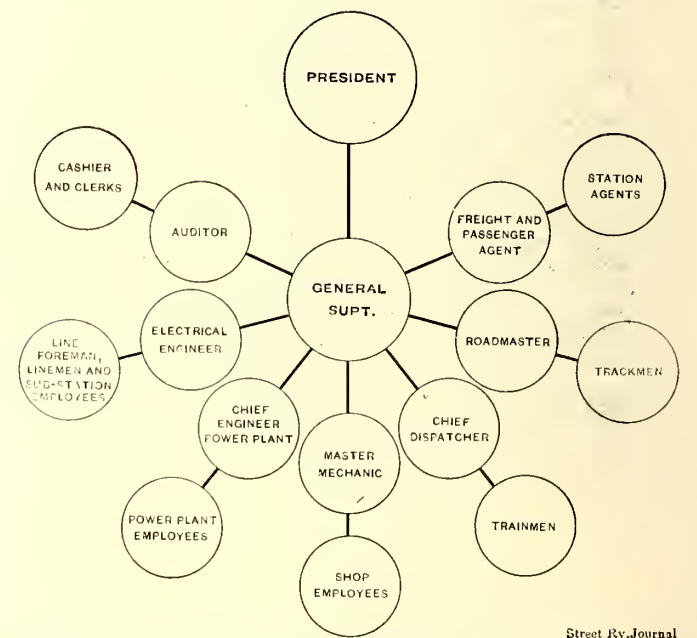 PRESIDENT
CASHIER
AND CLERKS
STATION
AGENTS
AUDITOR
FREIGHT AND
PASSENGER
AGENT
GENERAL
SUPT.
ELECTRICAL
ENGINEER
ROADMASTER
LINE
FOREMAN,
LINEMEN AND
SUB-STATION
EMPLOYEES
TRACKMEN
CHIEF
ENGINEER
POWER PLANT
CHIEF
DISPATCHER
MASTER
MECHANIC
POWER PLANT
EMPLOYEES
TRAINMEN
SHOP
EMPLOYEES
Street Ry. Journal